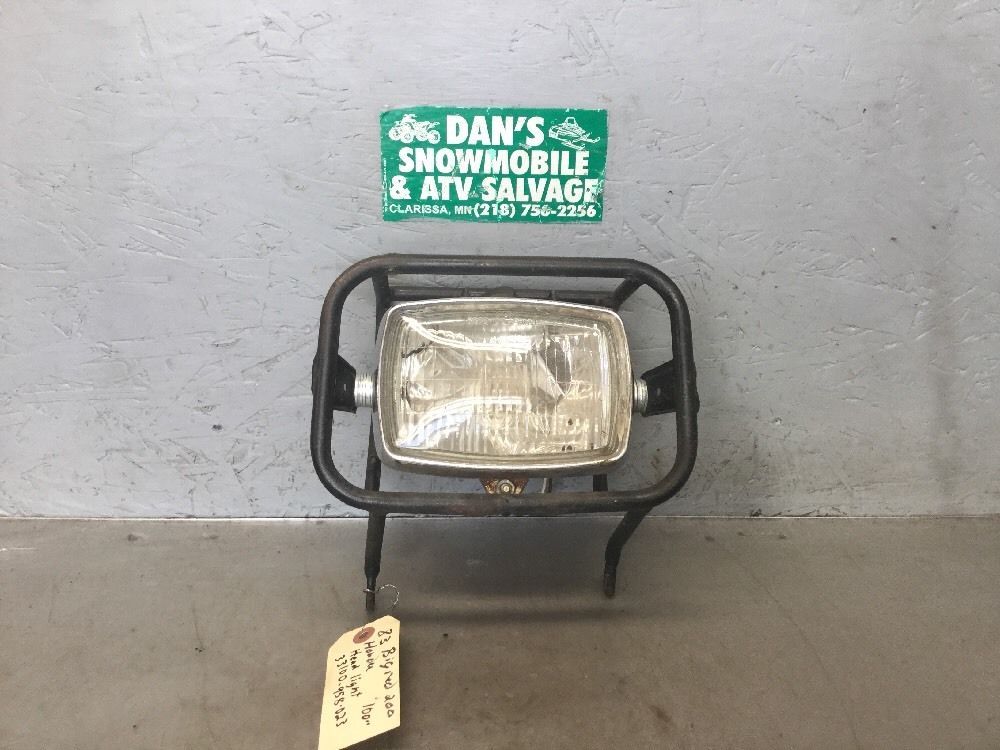 DAN'S
SNOWMOBILE
& ATV SALVAGE
CLARISSA, MN (218) 756-2256
83 Big red 200
Honda
Head light '100"
33100-958-023